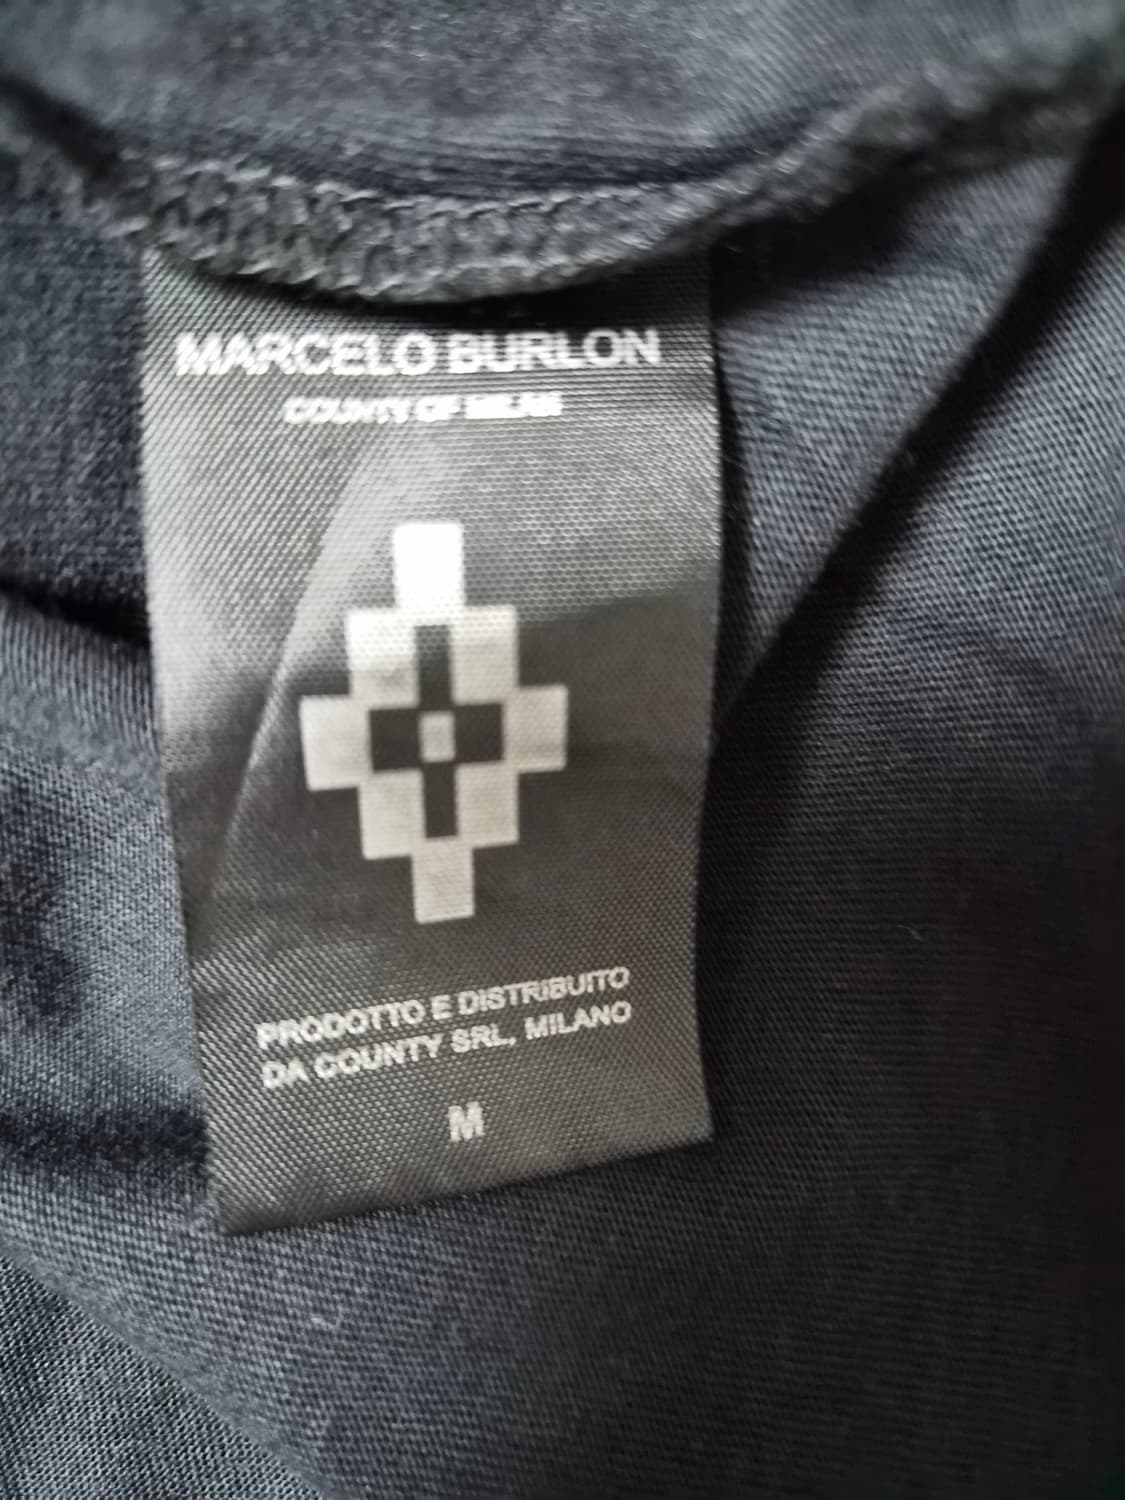 MARCELO BURLON
COUNTY OF MILAN
PRODOTTO E DISTRIBUITO
DA COUNTY SRL, MILANO
M